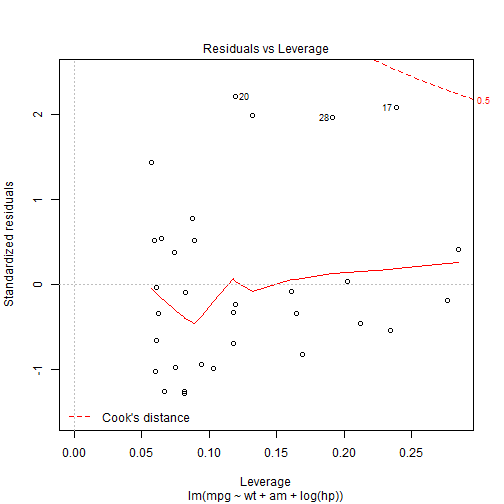 Residuals vs Leverage
Standardized residuals
2
1
0
-1
20
28
17
0.5
Cook's distance
0.00 0.05 0.10 0.15 0.20 0.25
Leverage
lm(mpg ~ wt + am + log(hp))